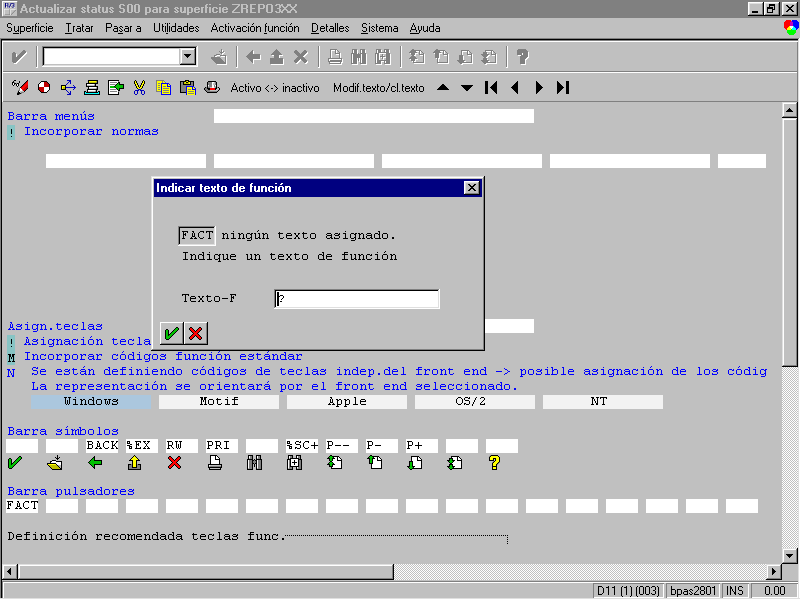 Actualizar status S00 para superficie ZREPO3XX
Superficie Tratar Pasar a Utilidades Activación función Detalles Sistema Ayuda
Activo <-> inactivo Modif.texto/cl.texto
Barra menús
! Incorporar normas
Indicar texto de función
FACT ningún texto asignado.
Indique un texto de función
Texto-F ?
Asign.teclas
! Asignación tecla
M Incorporar códigos función estándar
N Se están definiendo códigos de teclas indep.del front end -> posible asignación de los códig
La representación se orientará por el front end seleccionado.
Windows Motif Apple OS/2 NT
Barra símbolos
BACK %EX RW PRI %SC+ P-- P- P+
Barra pulsadores
FACT
Definición recomendada teclas func.
D11 (1) (003) bpas2801 INS 0.00